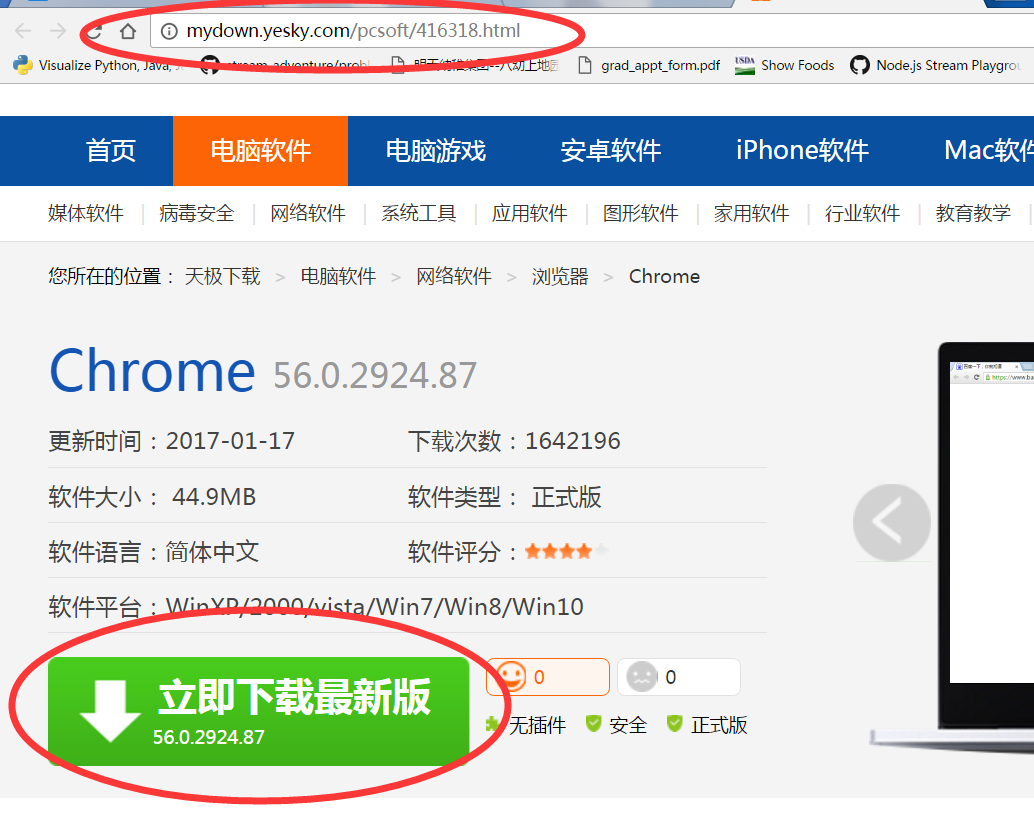 mydown.yesky.com/pcsoft/416318.html
Visualize Python, Java, grad_appt_form.pdf USDA Show Foods Node.js Stream Playgrou
首页 电脑软件 电脑游戏 安卓软件 iPhone软件 Mac软件
媒体软件 病毒安全 网络软件 系统工具 应用软件 图形软件 家用软件 行业软件 教育教学
您所在的位置： 天极下载 > 电脑软件 > 网络软件 > 浏览器 > Chrome
Chrome 56.0.2924.87
更新时间：2017-01-17 下载次数：1642196
软件大小： 44.9MB 软件类型： 正式版
软件语言：简体中文 软件评分：
软件平台：WinXP/2000/vista/Win7/Win8/Win10
立即下载最新版
56.0.2924.87
0 0
无插件 安全 正式版